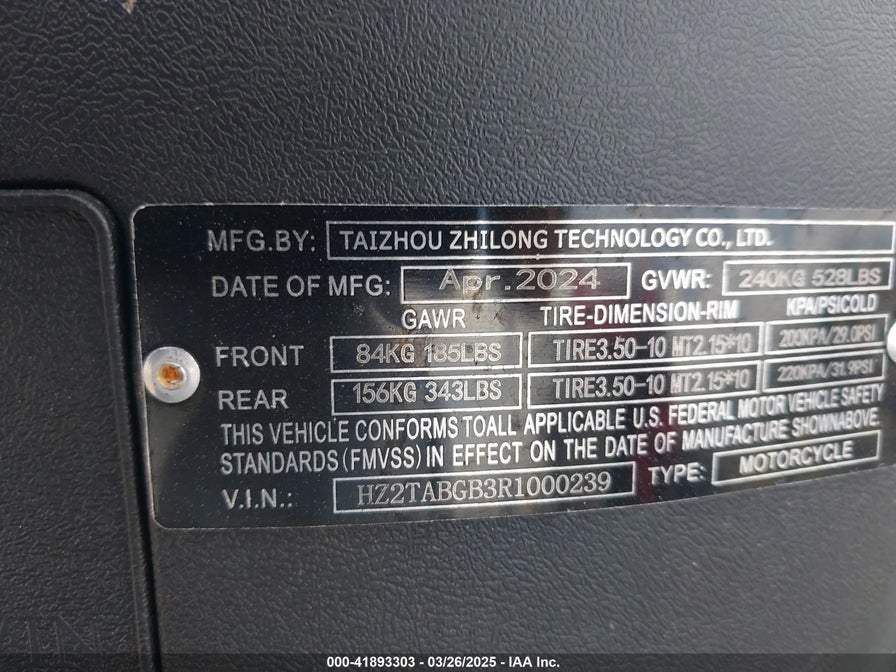 MFG.BY: TAIZHOU ZHILONG TECHNOLOGY CO., LTD.
DATE OF MFG: Apr.2024 GVWR: 240KG 528LBS
GAWR TIRE-DIMENSION-RIM KPA/PSICOLD
FRONT 84KG 185LBS TIRE3.50-10 MT2.15*10 200KPA/29.0PSI
REAR 156KG 343LBS TIRE3.50-10 MT2.15*10 220KPA/31.9PSI
THIS VEHICLE CONFORMS TOALL APPLICABLE U.S. FEDERAL MOTOR VEHICLE SAFETY
STANDARDS (FMVSS) IN EFFECT ON THE DATE OF MANUFACTURE SHOWNABOVE.
V.I.N.: HZ2TABGB3R1000239 TYPE: MOTORCYCLE
000-41893303 - 03/26/2025 - IAA Inc.